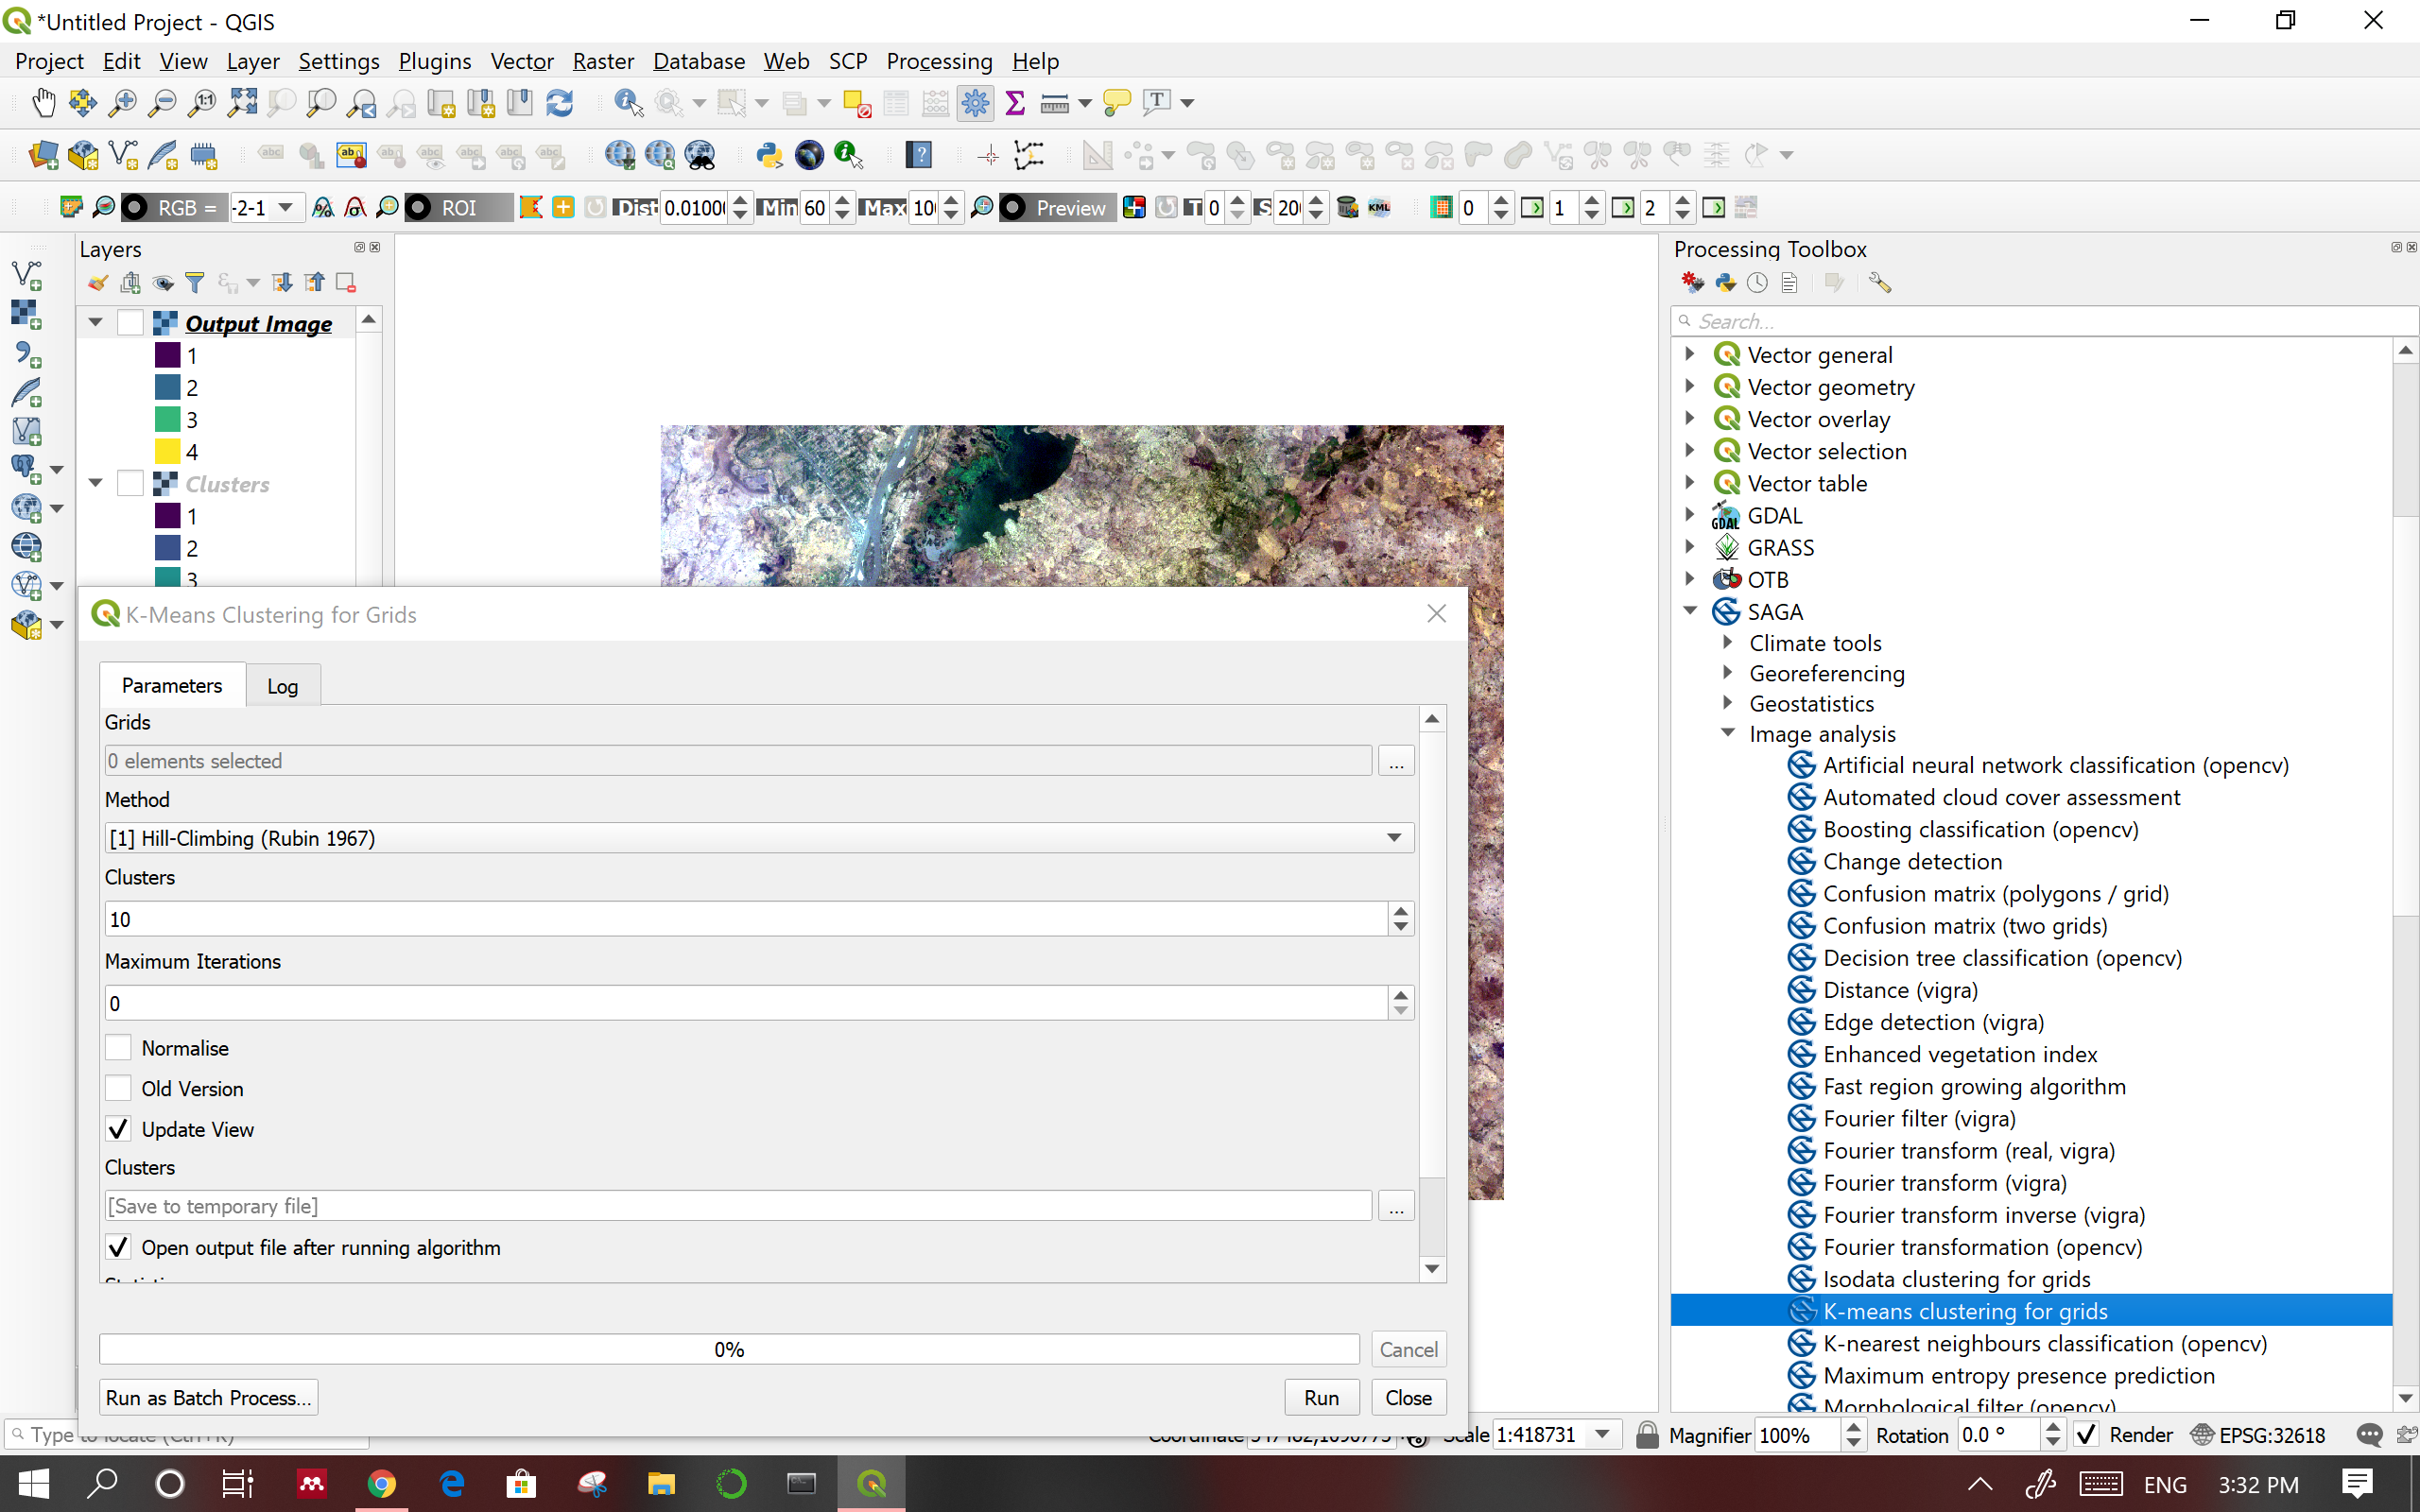 *Untitled Project - QGIS
Project Edit View Layer Settings Plugins Vector Raster Database Web SCP Processing Help
RGB = -2-1 ROI Dist 0.0100 Min 60 Max 10 Preview T 0 S 20 KML 0 1 2
Layers
Output Image
1
2
3
4
Clusters
1
2
3
K-Means Clustering for Grids
Parameters Log
Grids
0 elements selected
...
Method
[1] Hill-Climbing (Rubin 1967)
Clusters
10
Maximum Iterations
0
Normalise
Old Version
Update View
Clusters
[Save to temporary file]
...
Open output file after running algorithm
0%
Cancel
Run as Batch Process...
Run
Close
Processing Toolbox
Search...
Vector general
Vector geometry
Vector overlay
Vector selection
Vector table
GDAL GDAL
GRASS
OTB
SAGA
Climate tools
Georeferencing
Geostatistics
Image analysis
Artificial neural network classification (opencv)
Automated cloud cover assessment
Boosting classification (opencv)
Change detection
Confusion matrix (polygons / grid)
Confusion matrix (two grids)
Decision tree classification (opencv)
Distance (vigra)
Edge detection (vigra)
Enhanced vegetation index
Fast region growing algorithm
Fourier filter (vigra)
Fourier transform (real, vigra)
Fourier transform (vigra)
Fourier transform inverse (vigra)
Fourier transformation (opencv)
Isodata clustering for grids
K-means clustering for grids
K-nearest neighbours classification (opencv)
Maximum entropy presence prediction
Morphological filter (opencv)
Type to locate (Ctrl+K) Coordinate Scale 1:418731 Magnifier 100% Rotation 0.0 ° Render EPSG:32618
ENG 3:32 PM